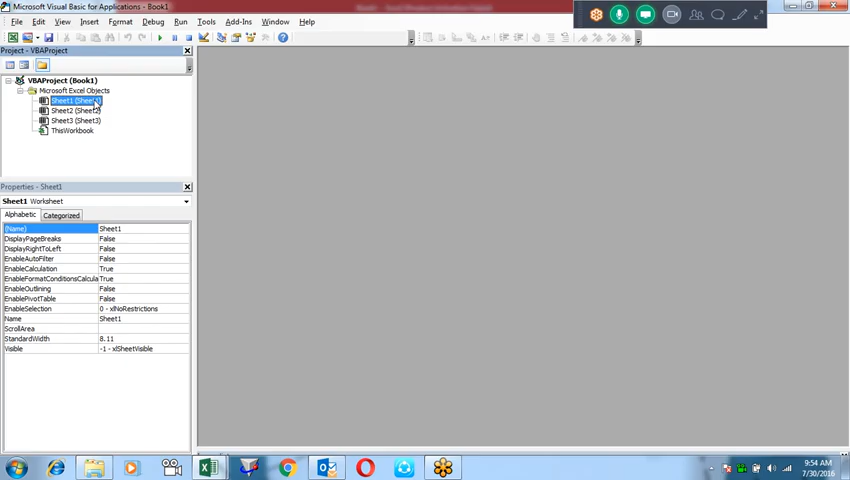 Microsoft Visual Basic for Applications - Book1
File Edit View Insert Format Debug Run Tools Add-Ins Window Help
Project - VBAProject
VBAProject (Book1)
Microsoft Excel Objects
Sheet1 (Sheet1)
Sheet2 (Sheet2)
Sheet3 (Sheet3)
ThisWorkbook
Properties - Sheet1
Sheet1 Worksheet
Alphabetic Categorized
(Name) Sheet1
DisplayPageBreaks False
DisplayRightToLeft False
EnableAutoFilter False
EnableCalculation True
EnableFormatConditionsCalcula True
EnableOutlining False
EnablePivotTable False
EnableSelection 0 - xlNoRestrictions
Name Sheet1
ScrollArea
StandardWidth 8.11
Visible -1 - xlSheetVisible
9:54 AM
7/30/2016